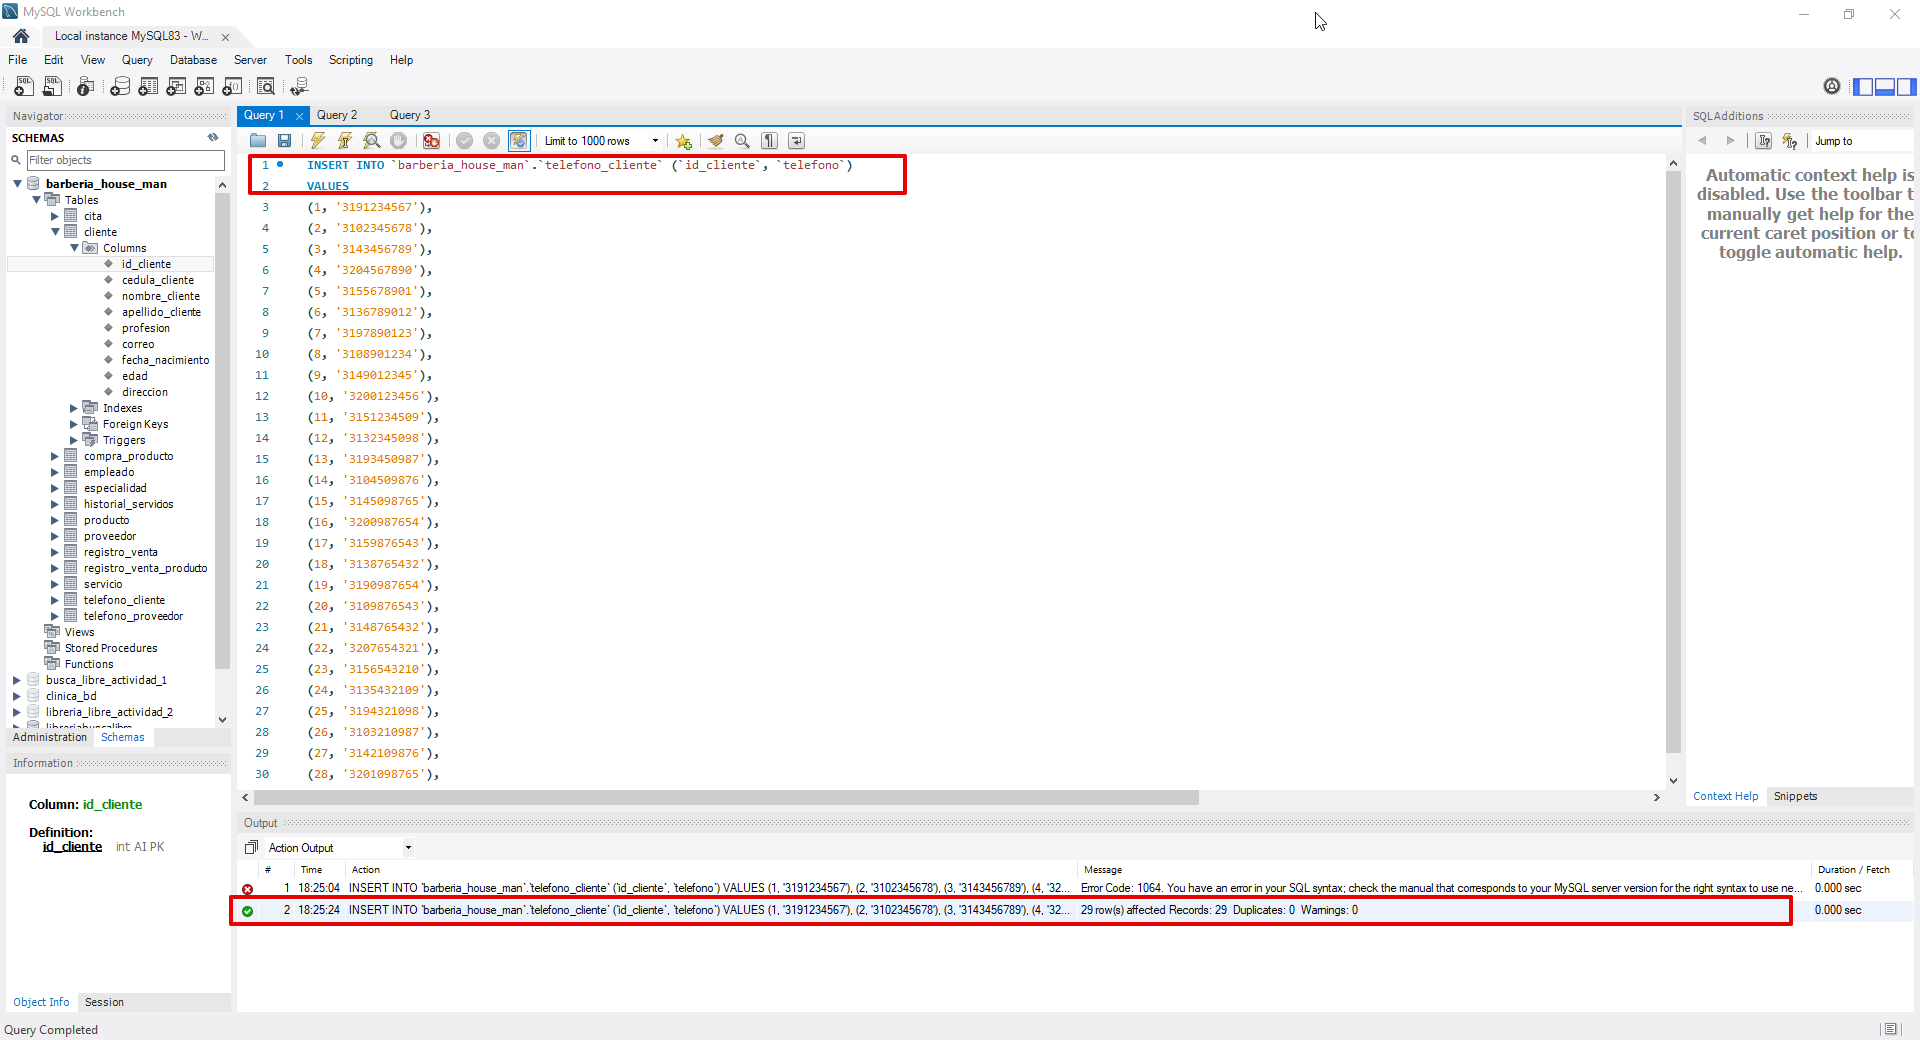 MySQL Workbench
Local instance MySQL83 - W...
File Edit View Query Database Server Tools Scripting Help
Navigator
SCHEMAS
Filter objects
barberia_house_man
Tables
cita
cliente
Columns
id_cliente
cedula_cliente
nombre_cliente
apellido_cliente
profesion
correo
fecha_nacimiento
edad
direccion
Indexes
Foreign Keys
Triggers
compra_producto
empleado
especialidad
historial_servicios
producto
proveedor
registro_venta
registro_venta_producto
servicio
telefono_cliente
telefono_proveedor
Views
Stored Procedures
Functions
busca_libre_actividad_1
clinica_bd
libreria_libre_actividad_2
libreriabuscalibre
Administration Schemas
Information
Column: id_cliente
Definition:
id_cliente int AI PK
Object Info Session
Query Completed
Query 1 Query 2 Query 3
Limit to 1000 rows
1 INSERT INTO `barberia_house_man`.`telefono_cliente` (`id_cliente`, `telefono`)
2 VALUES
3 (1, '3191234567'),
4 (2, '3102345678'),
5 (3, '3143456789'),
6 (4, '3204567890'),
7 (5, '3155678901'),
8 (6, '3136789012'),
9 (7, '3197890123'),
10 (8, '3108901234'),
11 (9, '3149012345'),
12 (10, '3200123456'),
13 (11, '3151234509'),
14 (12, '3132345098'),
15 (13, '3193450987'),
16 (14, '3104509876'),
17 (15, '3145098765'),
18 (16, '3200987654'),
19 (17, '3159876543'),
20 (18, '3138765432'),
21 (19, '3190987654'),
22 (20, '3109876543'),
23 (21, '3148765432'),
24 (22, '3207654321'),
25 (23, '3156543210'),
26 (24, '3135432109'),
27 (25, '3194321098'),
28 (26, '3103210987'),
29 (27, '3142109876'),
30 (28, '3201098765'),
Output
Action Output
# Time Action Message Duration / Fetch
1 18:25:04 INSERT INTO `barberia_house_man`.`telefono_cliente` (`id_cliente`, `telefono`) VALUES (1, '3191234567'), (2, '3102345678'), (3, '3143456789'), (4, '32... Error Code: 1064. You have an error in your SQL syntax; check the manual that corresponds to your MySQL server version for the right syntax to use ne... 0.000 sec
2 18:25:24 INSERT INTO `barberia_house_man`.`telefono_cliente` (`id_cliente`, `telefono`) VALUES (1, '3191234567'), (2, '3102345678'), (3, '3143456789'), (4, '32... 29 row(s) affected Records: 29 Duplicates: 0 Warnings: 0 0.000 sec
SQLAdditions
Jump to
Automatic context help is
disabled. Use the toolbar t
manually get help for the
current caret position or to
toggle automatic help.
Context Help Snippets